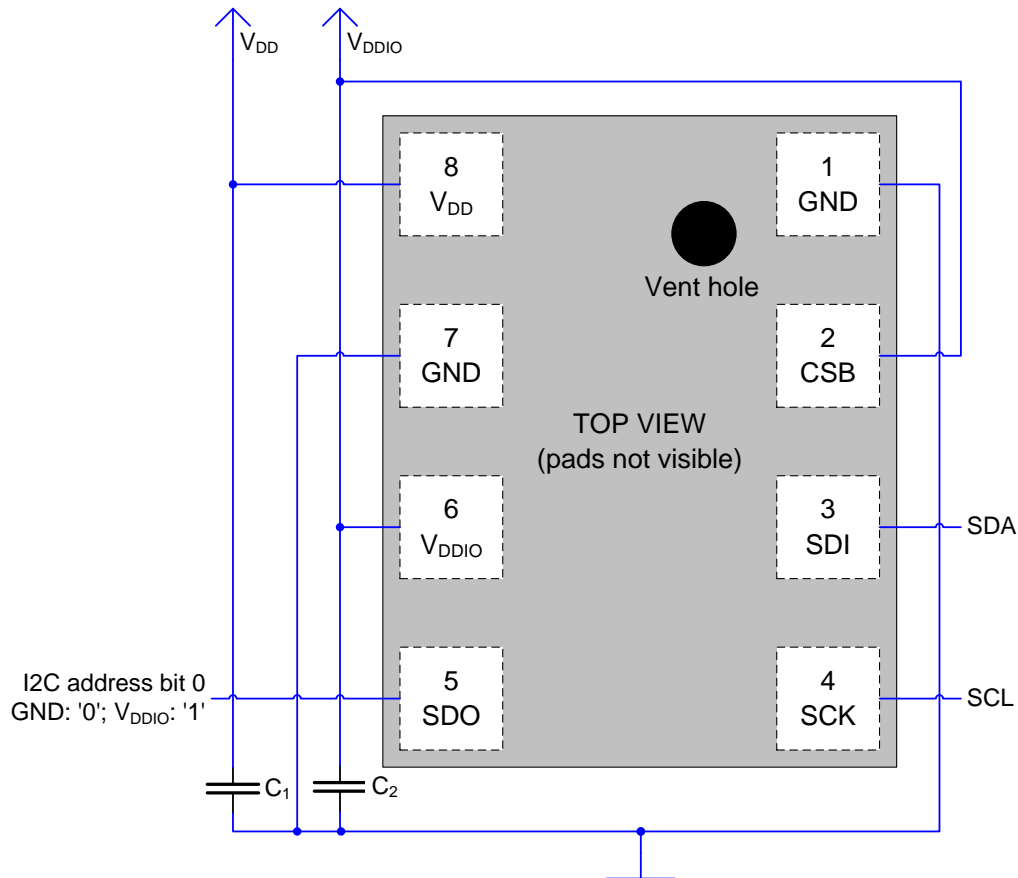 VDD
VDDIO
8
VDD
1
GND
Vent hole
7
GND
2
CSB
TOP VIEW
(pads not visible)
6
VDDIO
3
SDI
SDA
I2C address bit 0
GND: '0'; VDDIO: '1'
5
SDO
4
SCK
SCL
C1
C2